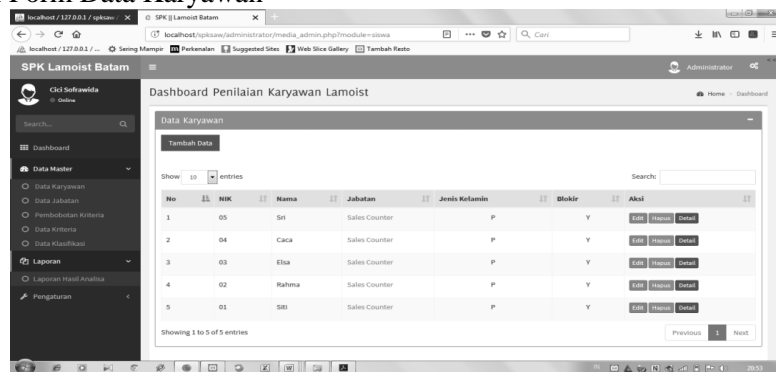 Form Data Karyawan
localhost / 127.0.0.1 / spksaw /
SPK || Lamoist Batam
localhost/spksaw/administrator/media_admin.php?module=siswa
Cari
localhost / 127.0.0.1 / ... Sering Mampir Perkenalan Suggested Sites Web Slice Gallery Tambah Resto
SPK Lamoist Batam
Administrator
Cici Sofrawida
Online
Search...
Dashboard
Data Master
Data Karyawan
Data Jabatan
Pembobotan Kriteria
Data Kriteria
Data Klasifikasi
Laporan
Laporan Hasil Analisa
Pengaturan
Dashboard Penilaian Karyawan Lamoist
Home > Dashboard
Data Karyawan
Tambah Data
Show 10 entries
Search:
No NIK Nama Jabatan Jenis Kelamin Blokir Aksi
1 05 Sri Sales Counter P Y Edit Hapus Detail
2 04 Caca Sales Counter P Y Edit Hapus Detail
3 03 Elsa Sales Counter P Y Edit Hapus Detail
4 02 Rahma Sales Counter P Y Edit Hapus Detail
5 01 Siti Sales Counter P Y Edit Hapus Detail
Showing 1 to 5 of 5 entries
Previous 1 Next
20:53